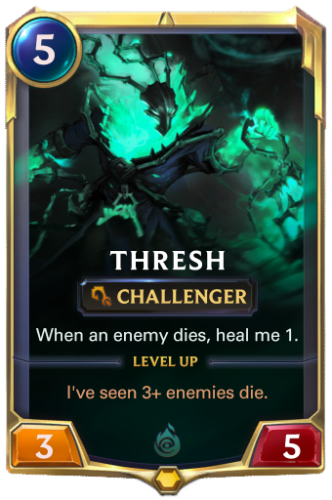 5
THRESH
CHALLENGER
When an enemy dies, heal me 1.
LEVEL UP
I've seen 3+ enemies die.
3
5